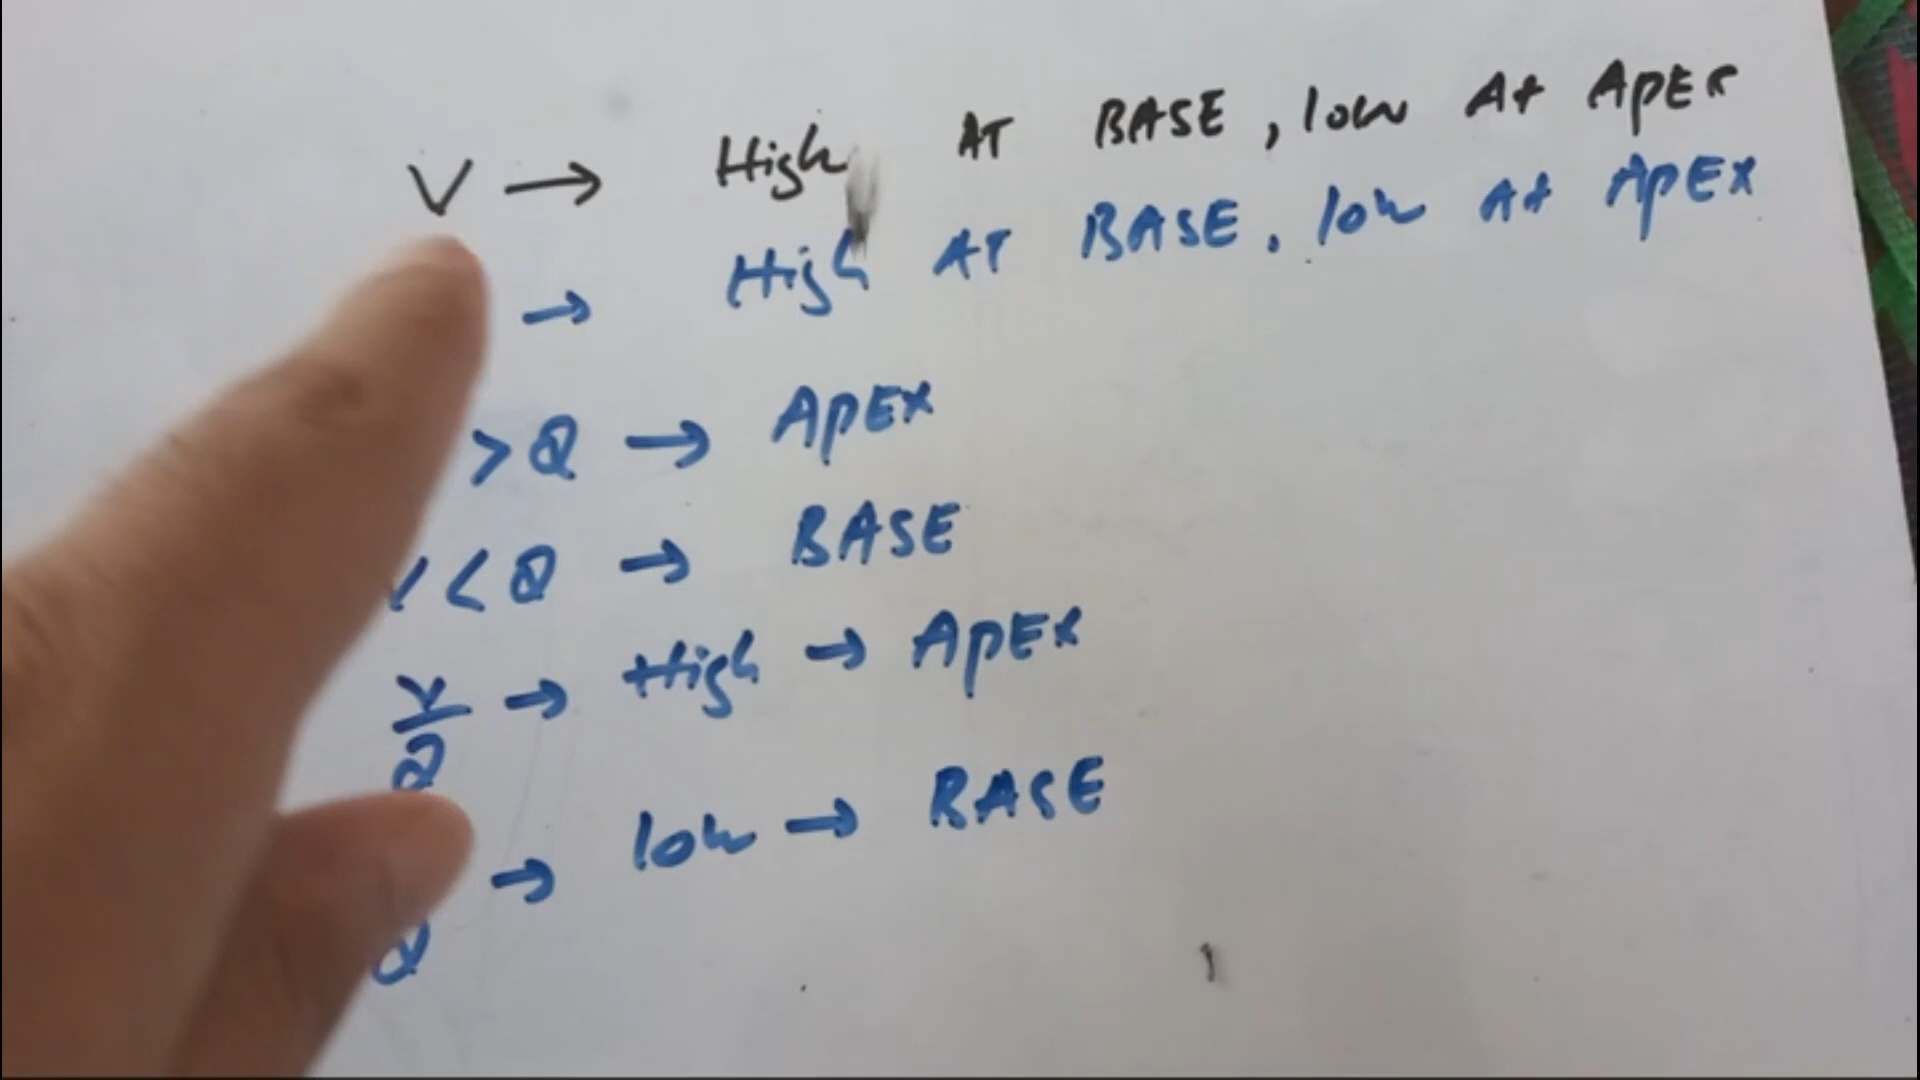 V → High AT BASE, low At APEX
→ High AT BASE, low At APEX
> Q → APEX
V < Q → BASE
V/Q → High → APEX
→ low → BASE
Q